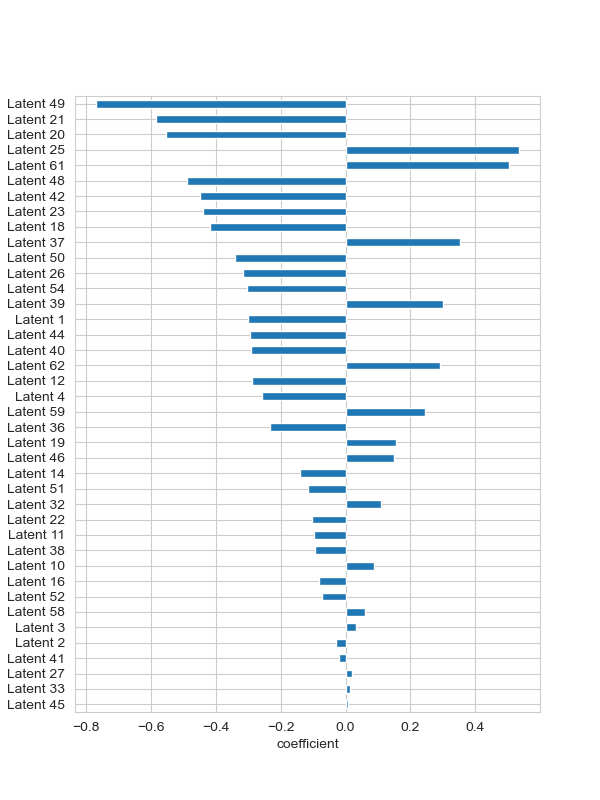 Latent 49
Latent 21
Latent 20
Latent 25
Latent 61
Latent 48
Latent 42
Latent 23
Latent 18
Latent 37
Latent 50
Latent 26
Latent 54
Latent 39
Latent 1
Latent 44
Latent 40
Latent 62
Latent 12
Latent 4
Latent 59
Latent 36
Latent 19
Latent 46
Latent 14
Latent 51
Latent 32
Latent 22
Latent 11
Latent 38
Latent 10
Latent 16
Latent 52
Latent 58
Latent 3
Latent 2
Latent 41
Latent 27
Latent 33
Latent 45
−0.8 −0.6 −0.4 −0.2 0.0 0.2 0.4
coefficient